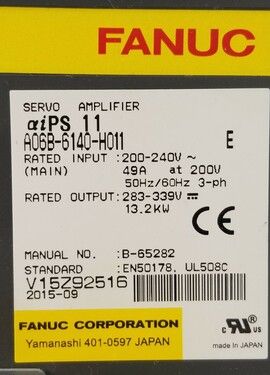 FANUC
SERVO AMPLIFIER
αiPS 11
A06B-6140-H011 E
RATED INPUT :200-240V ~
(MAIN) 49A at 200V
50Hz/60Hz 3-ph
RATED OUTPUT:283-339V⎓
13.2kW
CE
MANUAL NO. :B-65282
STANDARD :EN50178, UL508C
V15Z92516
2015-09
FANUC CORPORATION
Yamanashi 401-0597 JAPAN
c RU US
made in JAPAN